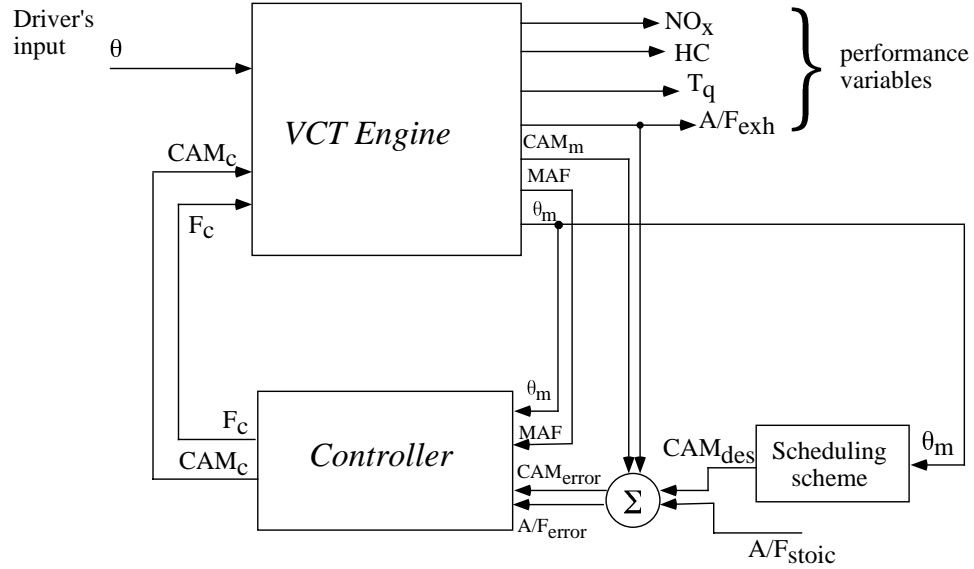 Driver's
input
θ
NOx
HC
Tq
A/Fexh
performance
variables
VCT Engine
CAMm
MAF
θm
CAMc
Fc
θm
MAF
CAMerror
A/Ferror
Fc
CAMc
Controller
Σ
CAMdes
Scheduling
scheme
θm
A/Fstoic